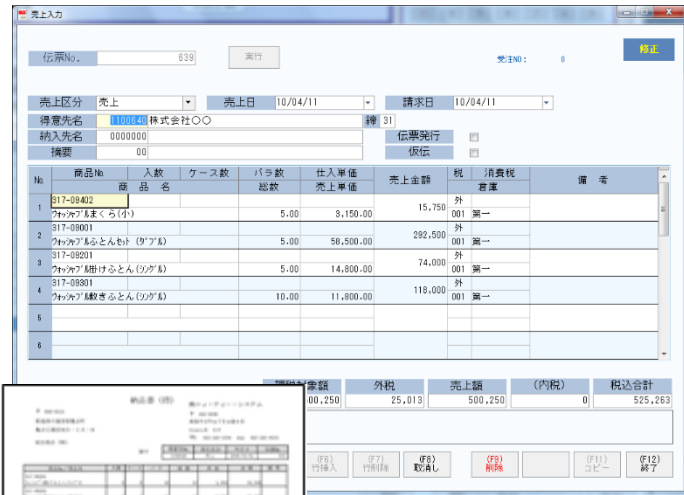 売上入力
伝票No. 639 実行 受注NO: 0 修正
売上区分 売上 売上日 10/04/11 請求日 10/04/11
得意先名 1100640 株式会社〇〇 締 31
納入先名 0000000 伝票発行
摘要 00 仮伝
No. 商品No. 入数 ケース数 バラ数 仕入単価 売上金額 税 消費税 備 考
商 品 名 総数 売上単価 倉庫
1 317-09402 15,750 外
ウォッシャブルまくら(小) 5.00 3,150.00 001 第一
2 317-09001 292,500 外
ウォッシャブルふとんセット (ダブル) 5.00 58,500.00 001 第一
3 317-09201 74,000 外
ウォッシャブル掛けふとん(シングル) 5.00 14,800.00 001 第一
4 317-09301 118,000 外
ウォッシャブル敷きふとん(シングル) 10.00 11,800.00 001 第一
5
6
対象額 外税 売上額 (内税) 税込合計
00,250 25,013 500,250 0 525,263
(F6) (F7) (F8) (F9) (F11) (F12)
行挿入 行削除 取消し 削除 コピー 終了
納品書 (控)